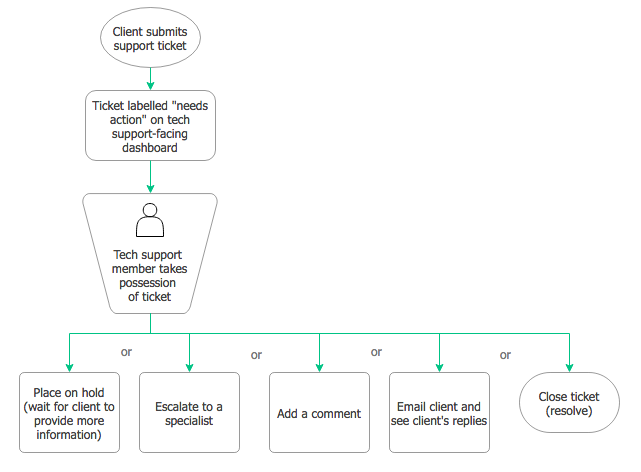 Client submits
support ticket
Ticket labelled "needs
action" on tech
support-facing
dashboard
Tech support
member takes
possession
of ticket
or
or
or
or
Place on hold
(wait for client to
provide more
information)
Escalate to a
specialist
Add a comment
Email client and
see client's replies
Close ticket
(resolve)